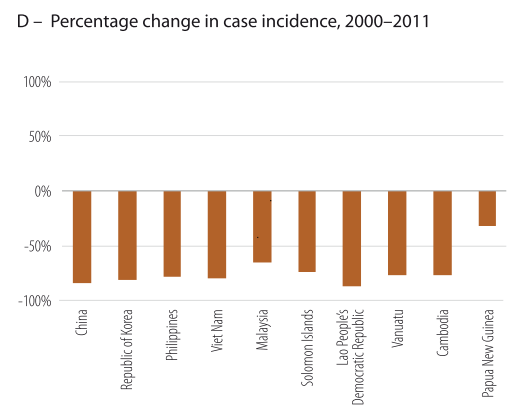 D – Percentage change in case incidence, 2000–2011
100%
50%
0%
-50%
-100%
China
Republic of Korea
Philippines
Viet Nam
Malaysia
Solomon Islands
Lao People's
Democratic Republic
Vanuatu
Cambodia
Papua New Guinea